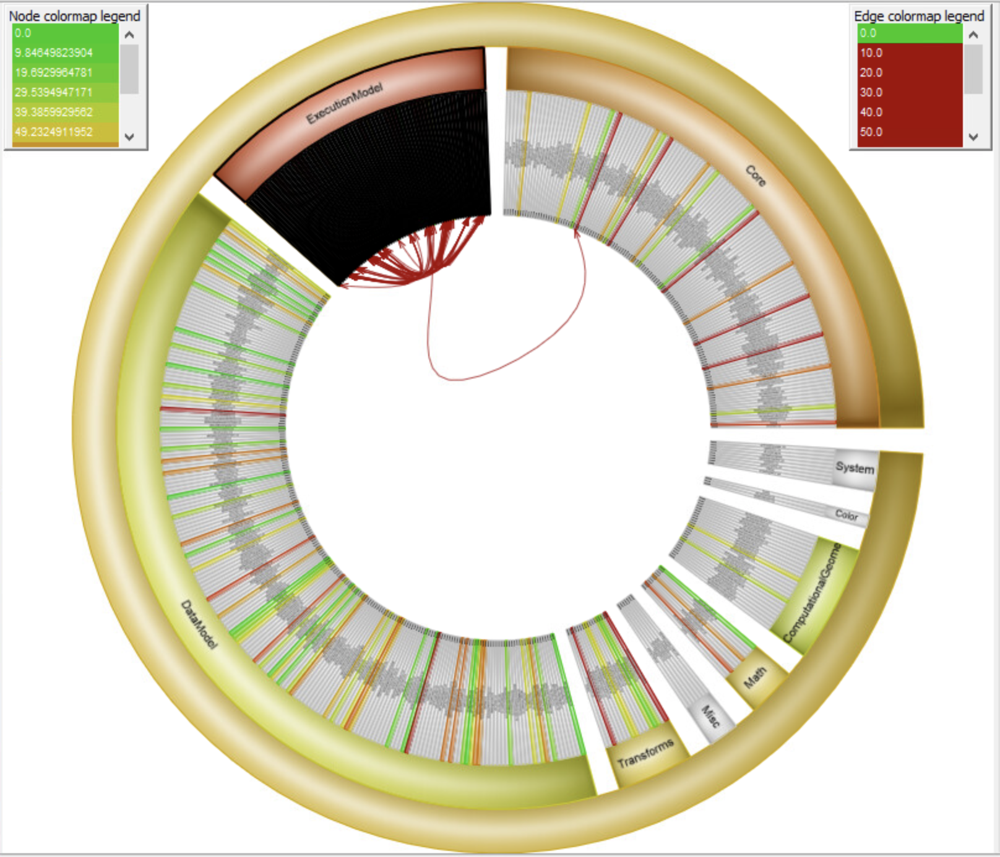 Node colormap legend
0.0
9.84649823904
19.6929964781
29.5394947171
39.3859929562
49.2324911952
Edge colormap legend
0.0
10.0
20.0
30.0
40.0
50.0
ExecutionModel
Core
System
Color
ComputationalGeome
Math
Misc
Transforms
DataModel